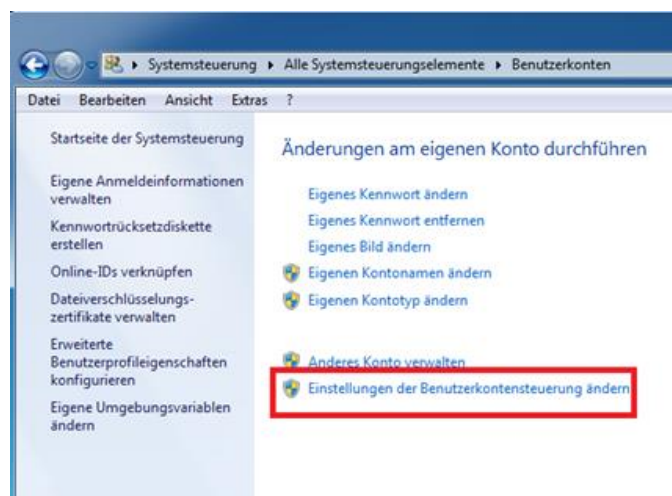 Systemsteuerung ▸ Alle Systemsteuerungselemente ▸ Benutzerkonten
Datei Bearbeiten Ansicht Extras ?
Startseite der Systemsteuerung
Eigene Anmeldeinformationen
verwalten
Kennwortrücksetzdiskette
erstellen
Online-IDs verknüpfen
Dateiverschlüsselungs-
zertifikate verwalten
Erweiterte
Benutzerprofileigenschaften
konfigurieren
Eigene Umgebungsvariablen
ändern
Änderungen am eigenen Konto durchführen
Eigenes Kennwort ändern
Eigenes Kennwort entfernen
Eigenes Bild ändern
Eigenen Kontonamen ändern
Eigenen Kontotyp ändern
Anderes Konto verwalten
Einstellungen der Benutzerkontensteuerung ändern